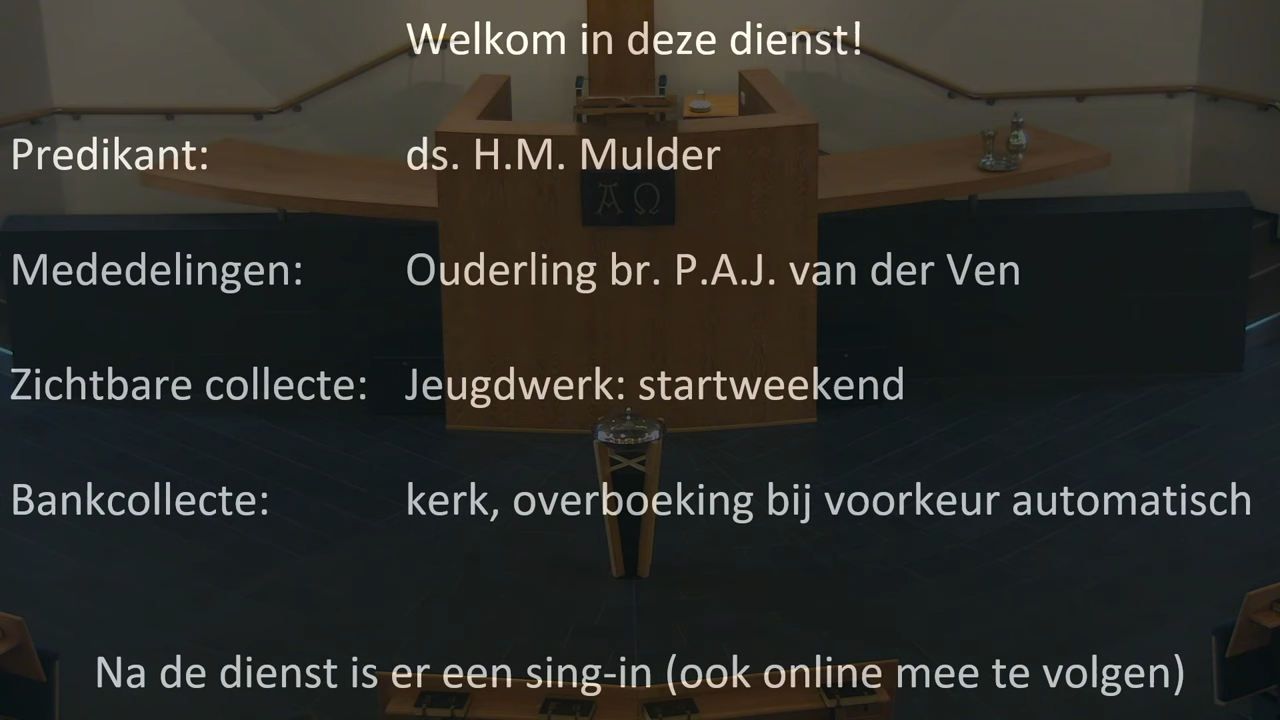 Welkom in deze dienst!
Predikant: ds. H.M. Mulder
ΑΩ
Mededelingen: Ouderling br. P.A.J. van der Ven
Zichtbare collecte: Jeugdwerk: startweekend
Bankcollecte: kerk, overboeking bij voorkeur automatisch
Na de dienst is er een sing-in (ook online mee te volgen)